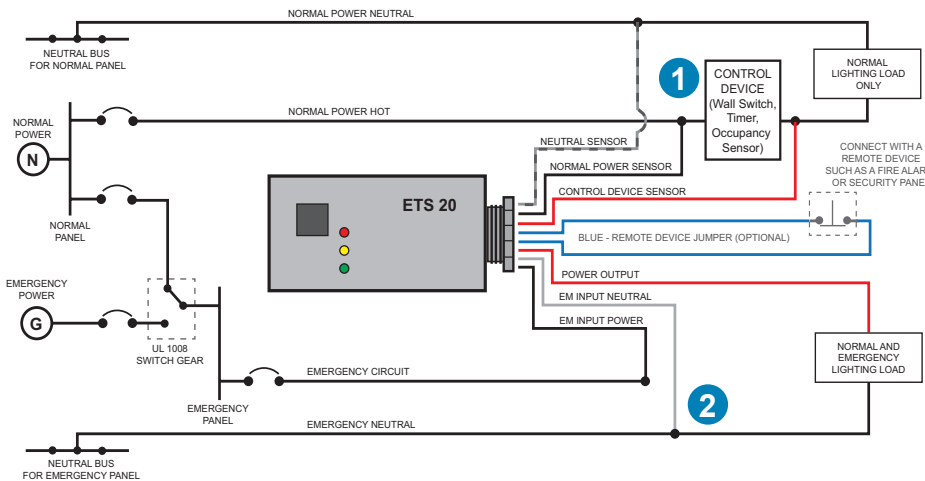 NORMAL POWER NEUTRAL
NEUTRAL BUS
FOR NORMAL PANEL
1
CONTROL
DEVICE
(Wall Switch,
Timer,
Occupancy
Sensor)
NORMAL
LIGHTING LOAD
ONLY
NORMAL
POWER
N
NORMAL POWER HOT
NEUTRAL SENSOR
NORMAL POWER SENSOR
CONTROL DEVICE SENSOR
CONNECT WITH A
REMOTE DEVICE
SUCH AS A FIRE ALAR
OR SECURITY PANE
ETS 20
BLUE - REMOTE DEVICE JUMPER (OPTIONAL)
NORMAL
PANEL
POWER OUTPUT
EM INPUT NEUTRAL
EM INPUT POWER
EMERGENCY
POWER
G
UL 1008
SWITCH GEAR
NORMAL AND
EMERGENCY
LIGHTING LOAD
EMERGENCY CIRCUIT
EMERGENCY
PANEL
2
EMERGENCY NEUTRAL
NEUTRAL BUS
FOR EMERGENCY PANEL